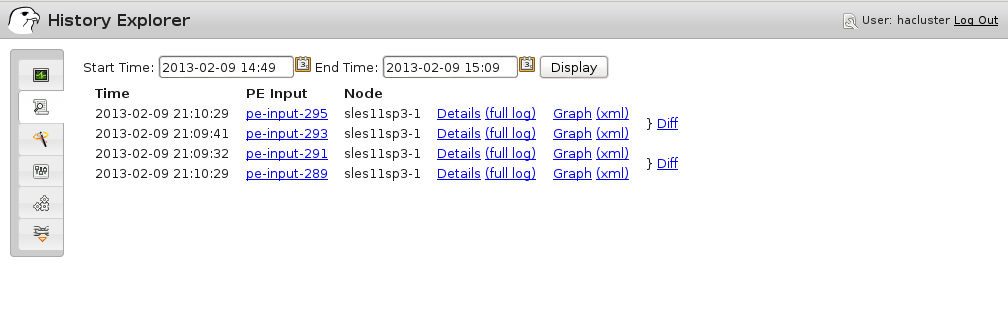 History Explorer
User: hacluster Log Out
Start Time: 2013-02-09 14:49 3 End Time: 2013-02-09 15:09 3 Display
Time PE Input Node
2013-02-09 21:10:29 pe-input-295 sles11sp3-1 Details (full log) Graph (xml)
} Diff
2013-02-09 21:09:41 pe-input-293 sles11sp3-1 Details (full log) Graph (xml)
2013-02-09 21:09:32 pe-input-291 sles11sp3-1 Details (full log) Graph (xml)
} Diff
2013-02-09 21:10:29 pe-input-289 sles11sp3-1 Details (full log) Graph (xml)